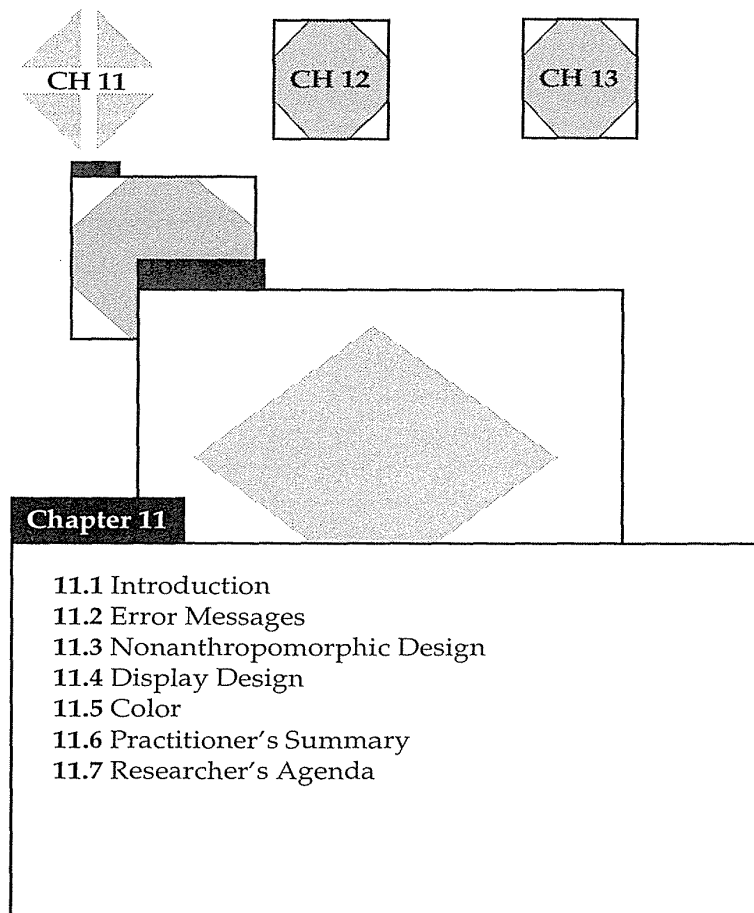 CH 11
CH 12
CH 13
Chapter 11
11.1 Introduction
11.2 Error Messages
11.3 Nonanthropomorphic Design
11.4 Display Design
11.5 Color
11.6 Practitioner's Summary
11.7 Researcher's Agenda